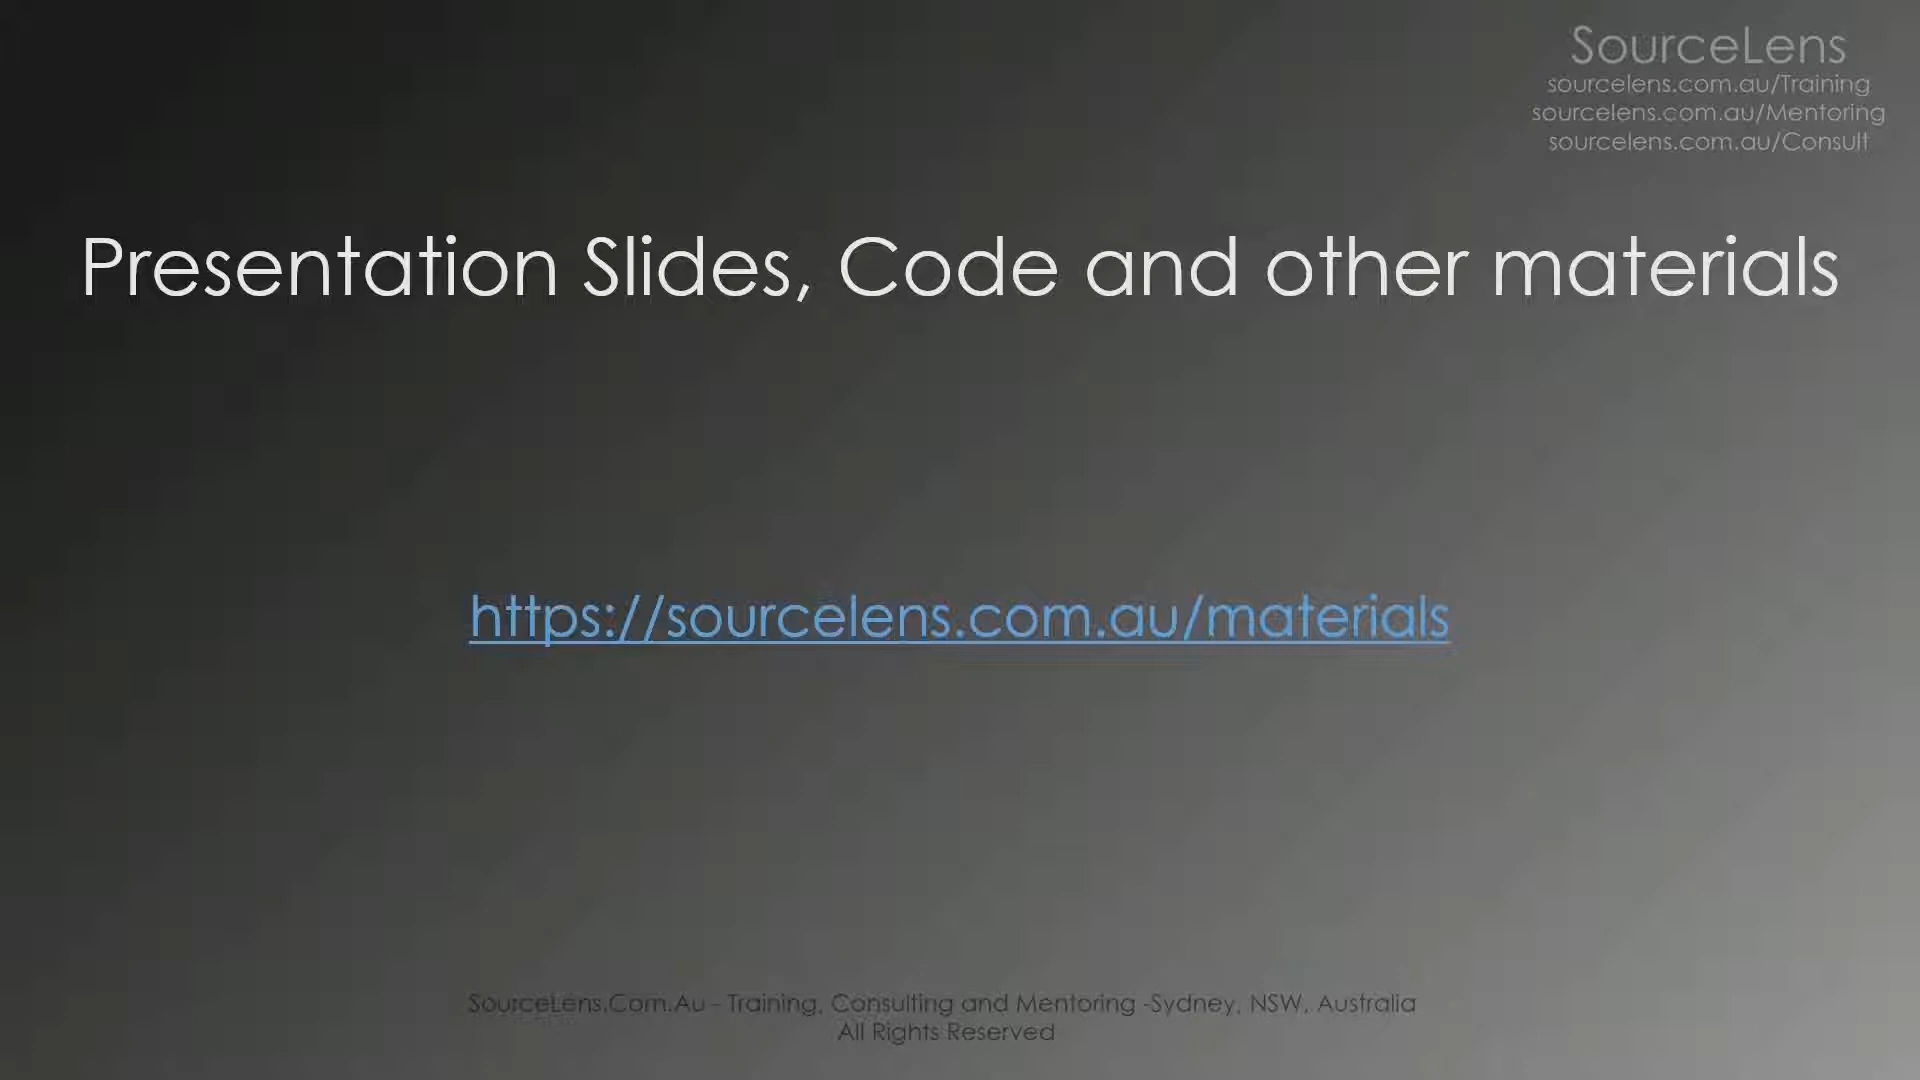 SourceLens
sourcelens.com.au/Training
sourcelens.com.au/Mentoring
sourcelens.com.au/Consult
Presentation Slides, Code and other materials
https://sourcelens.com.au/materials
SourceLens.Com.Au - Training, Consulting and Mentoring -Sydney, NSW, Australia
All Rights Reserved